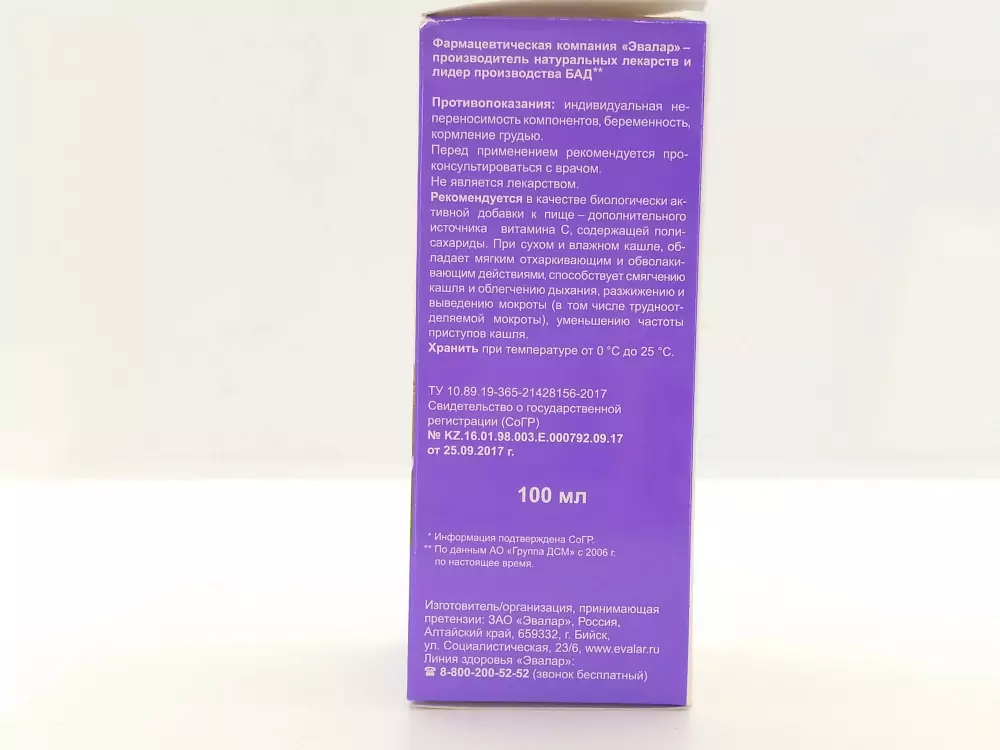 Фармацевтическая компания «Эвалар» –
производитель натуральных лекарств и
лидер производства БАД**
Противопоказания: индивидуальная не-
переносимость компонентов, беременность,
кормление грудью.
Перед применением рекомендуется про-
консультироваться с врачом.
Не является лекарством.
Рекомендуется в качестве биологически ак-
тивной добавки к пище – дополнительного
источника витамина С, содержащей поли-
сахариды. При сухом и влажном кашле, об-
ладает мягким отхаркивающим и обволаки-
вающим действиями, способствует смягчению
кашля и облегчению дыхания, разжижению и
выведению мокроты (в том числе трудноот-
деляемой мокроты), уменьшению частоты
приступов кашля.
Хранить при температуре от 0 °С до 25 °С.
ТУ 10.89.19-365-21428156-2017
Свидетельство о государственной
регистрации (СоГР)
№ KZ.16.01.98.003.E.000792.09.17
от 25.09.2017 г.
100 мл
* Информация подтверждена СоГР.
** По данным АО «Группа ДСМ» с 2006 г.
по настоящее время.
Изготовитель/организация, принимающая
претензии: ЗАО «Эвалар», Россия,
Алтайский край, 659332, г. Бийск,
ул. Социалистическая, 23/6, www.evalar.ru
Линия здоровья «Эвалар»:
☎ 8-800-200-52-52 (звонок бесплатный)